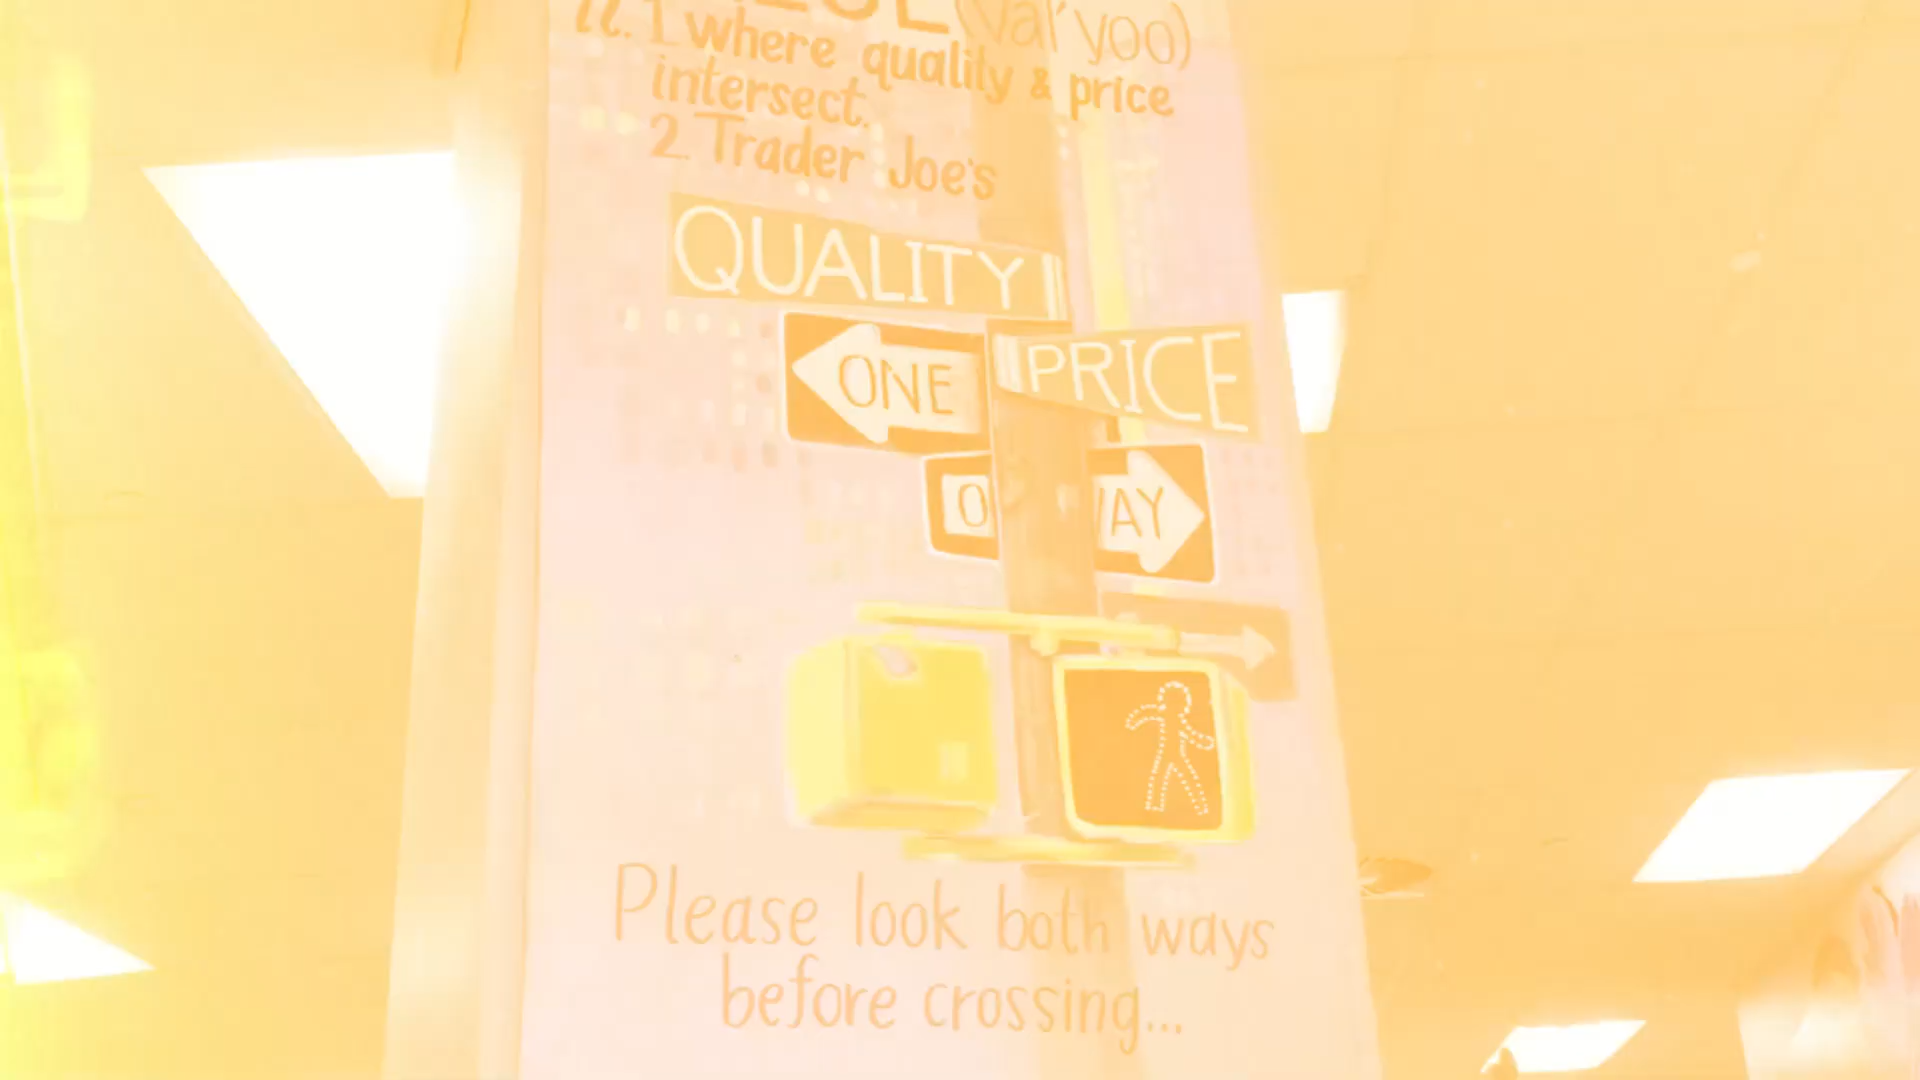 (val'yoo)
n. 1. where quality & price
intersect.
2. Trader Joe's
QUALITY
ONE
PRICE
Please look both ways
before crossing...